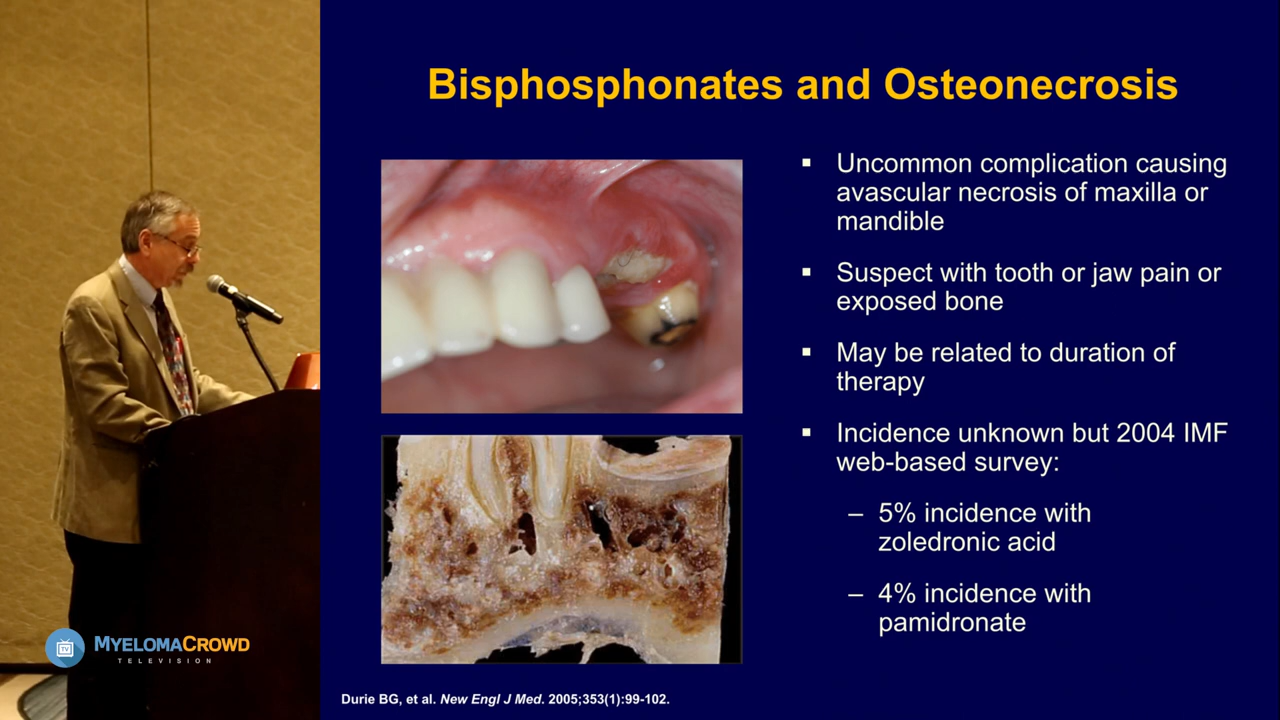 Bisphosphonates and Osteonecrosis
▪ Uncommon complication causing
avascular necrosis of maxilla or
mandible
▪ Suspect with tooth or jaw pain or
exposed bone
▪ May be related to duration of
therapy
▪ Incidence unknown but 2004 IMF
web-based survey:
– 5% incidence with
zoledronic acid
– 4% incidence with
pamidronate
TV
MYELOMACROWD
TELEVISION
Durie BG, et al. New Engl J Med. 2005;353(1):99-102.